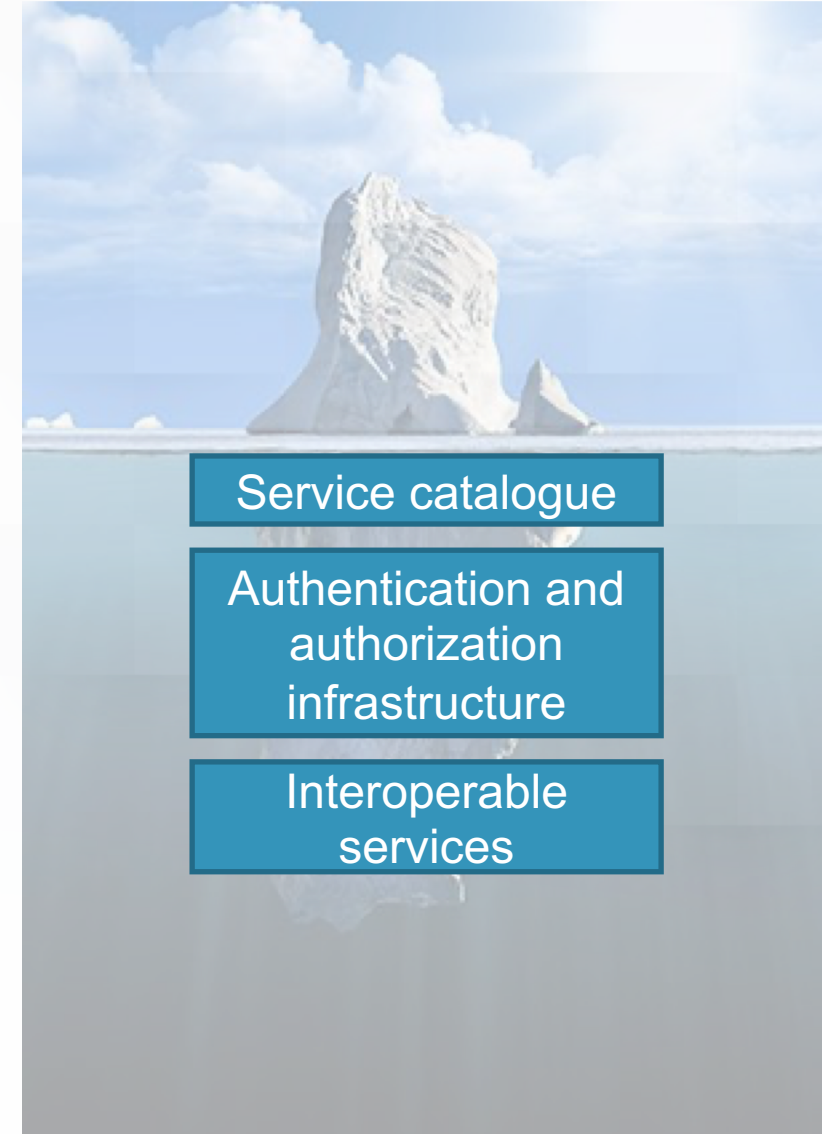 Service catalogue
Authentication and
authorization
infrastructure
Interoperable
services